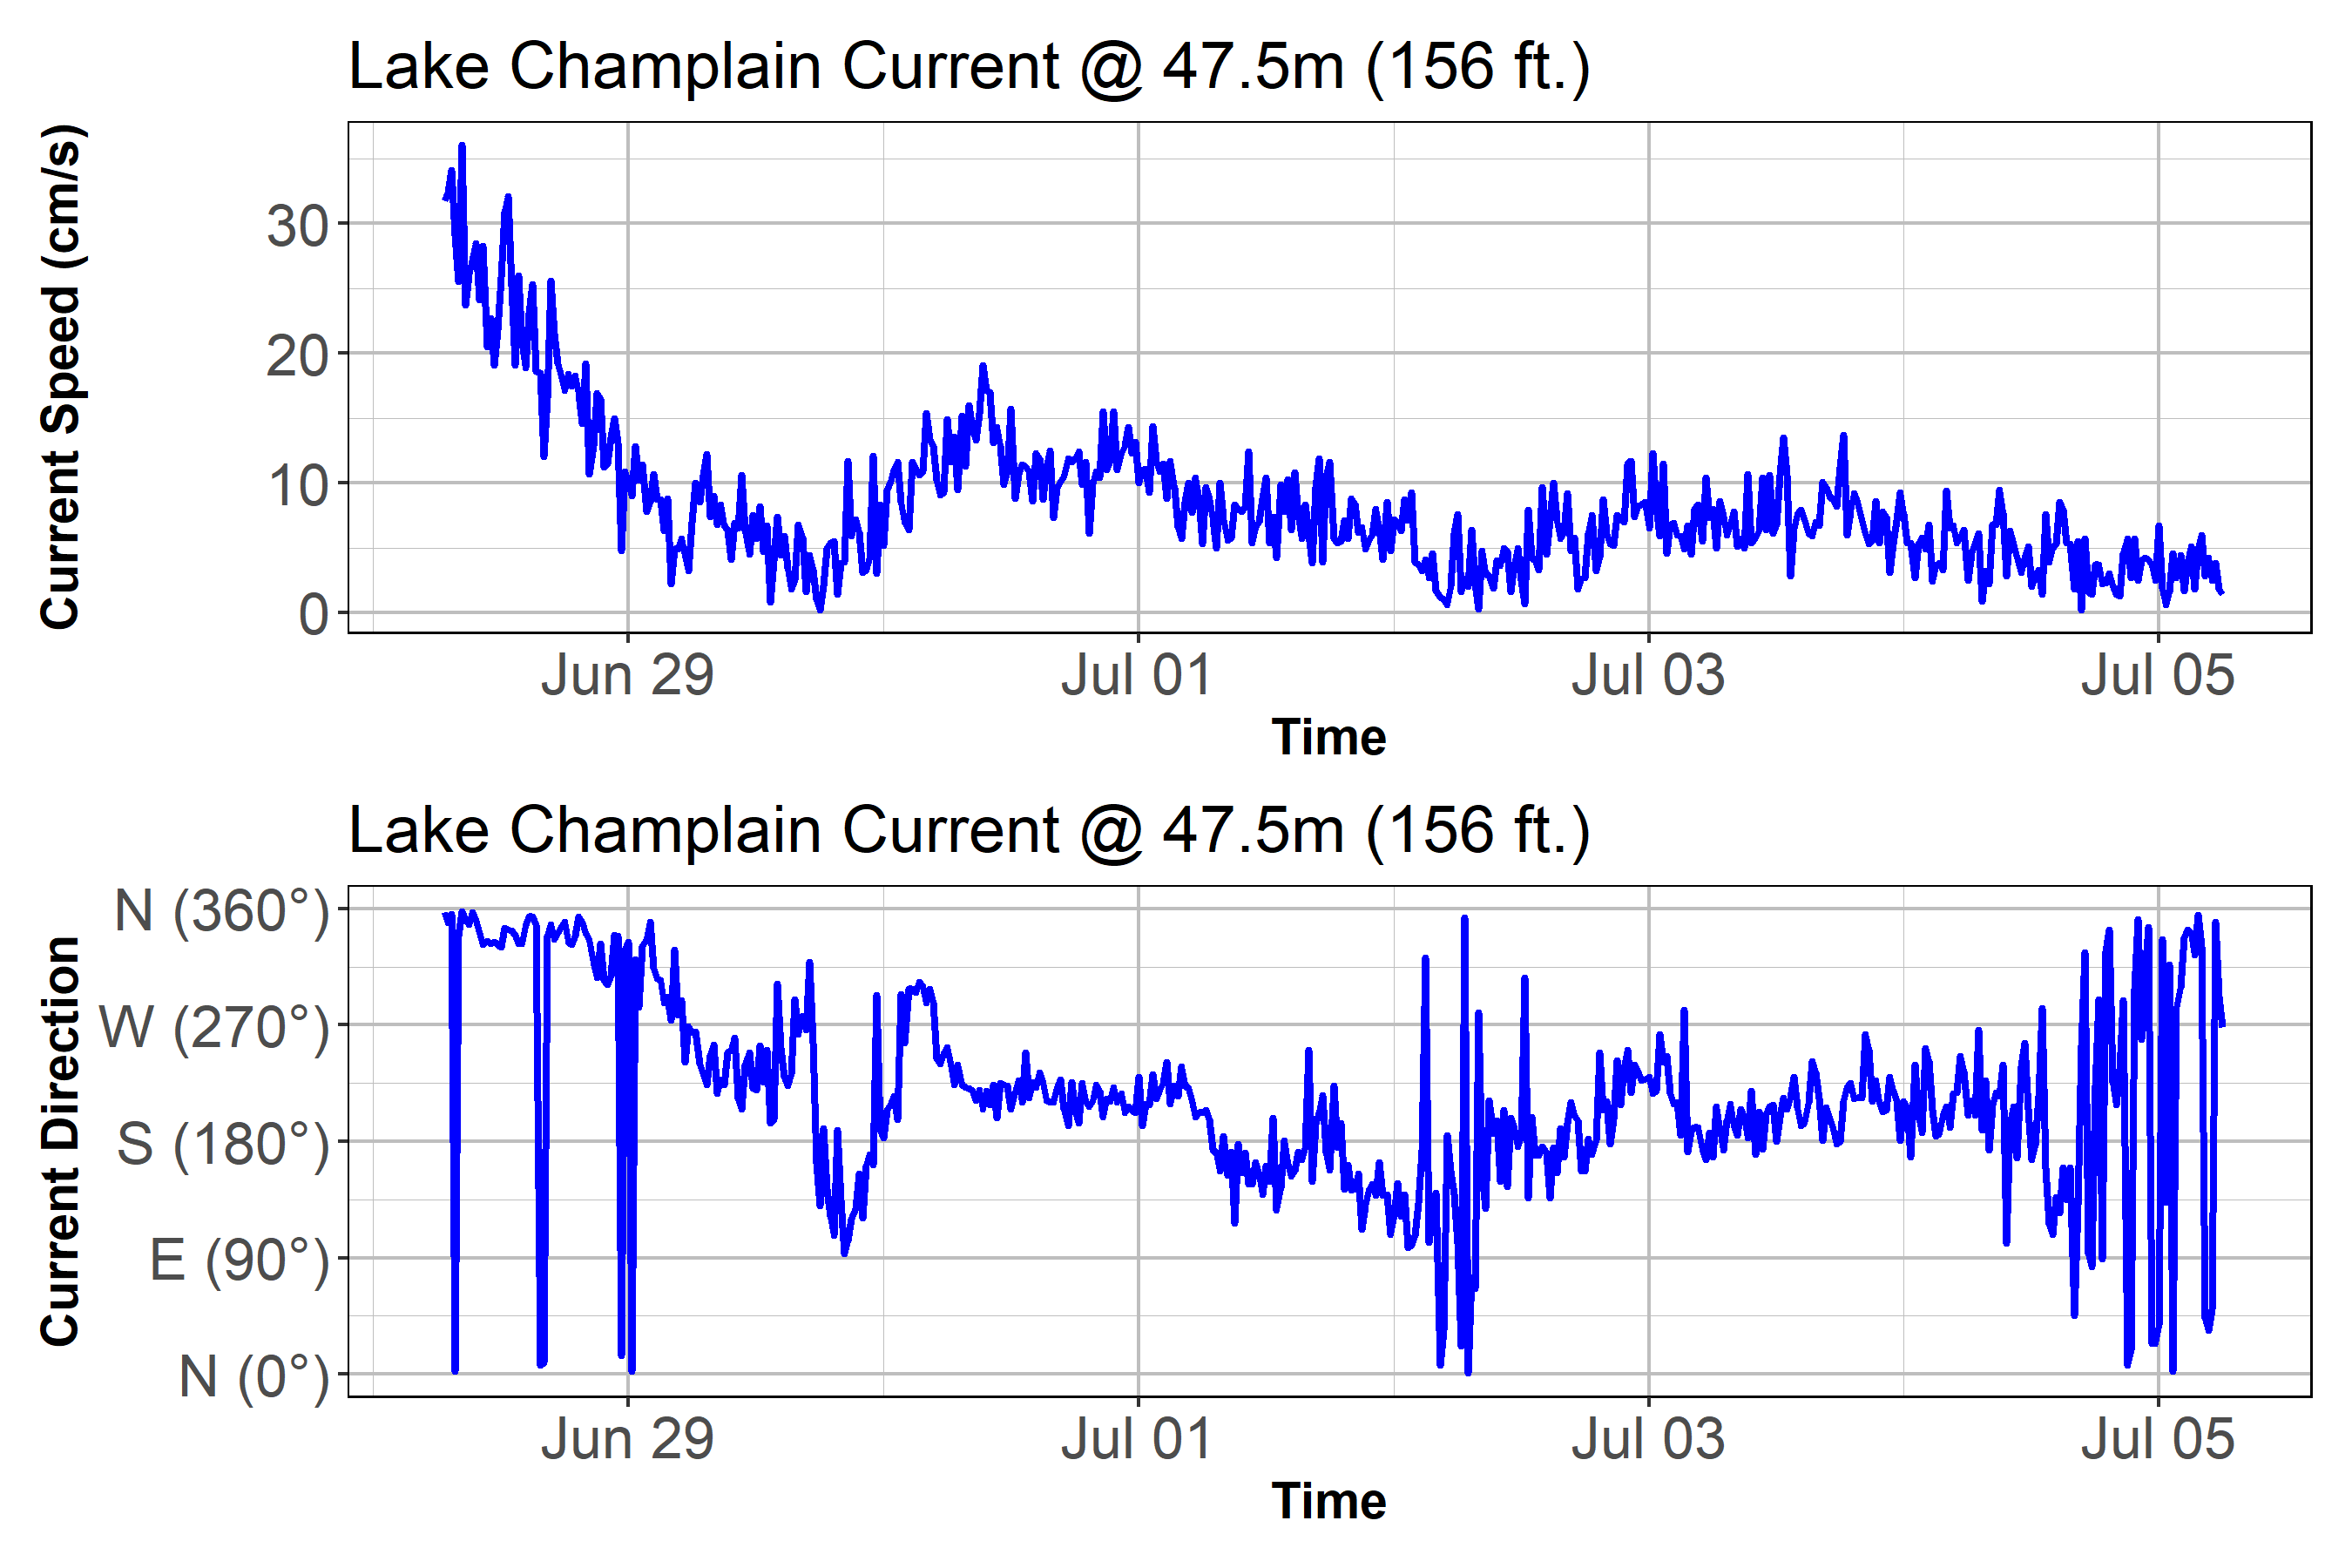 Lake Champlain Current @ 47.5m (156 ft.)
Current Speed (cm/s)
30
20
10
0
Jun 29 Jul 01 Jul 03 Jul 05
Time
Lake Champlain Current @ 47.5m (156 ft.)
Current Direction
N (360°)
W (270°)
S (180°)
E (90°)
N (0°)
Jun 29 Jul 01 Jul 03 Jul 05
Time